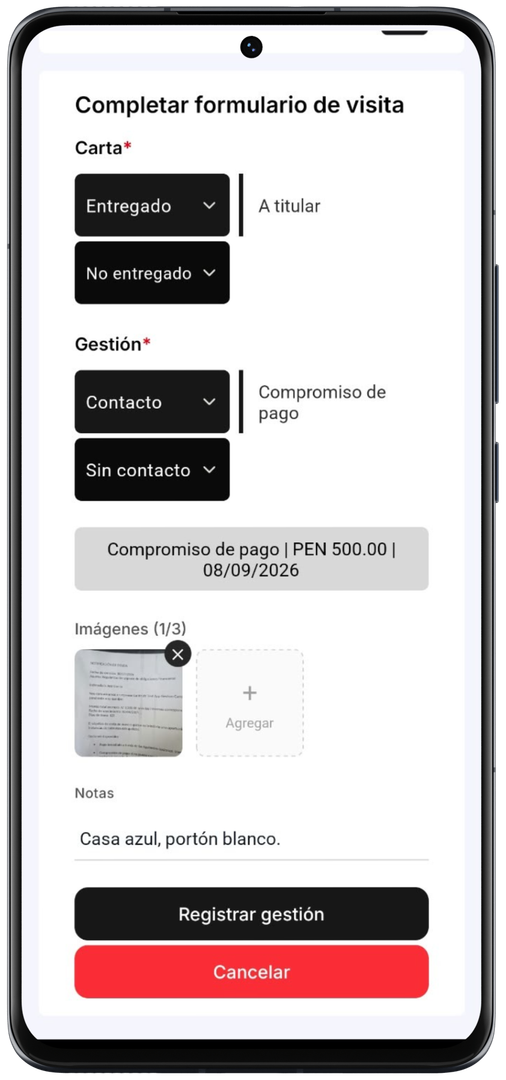 Completar formulario de visita
Carta*
Entregado
A titular
No entregado
Gestión*
Contacto
Compromiso de
pago
Sin contacto
Compromiso de pago | PEN 500.00 |
08/09/2026
Imágenes (1/3)
+
Agregar
Notas
Casa azul, portón blanco.
Registrar gestión
Cancelar